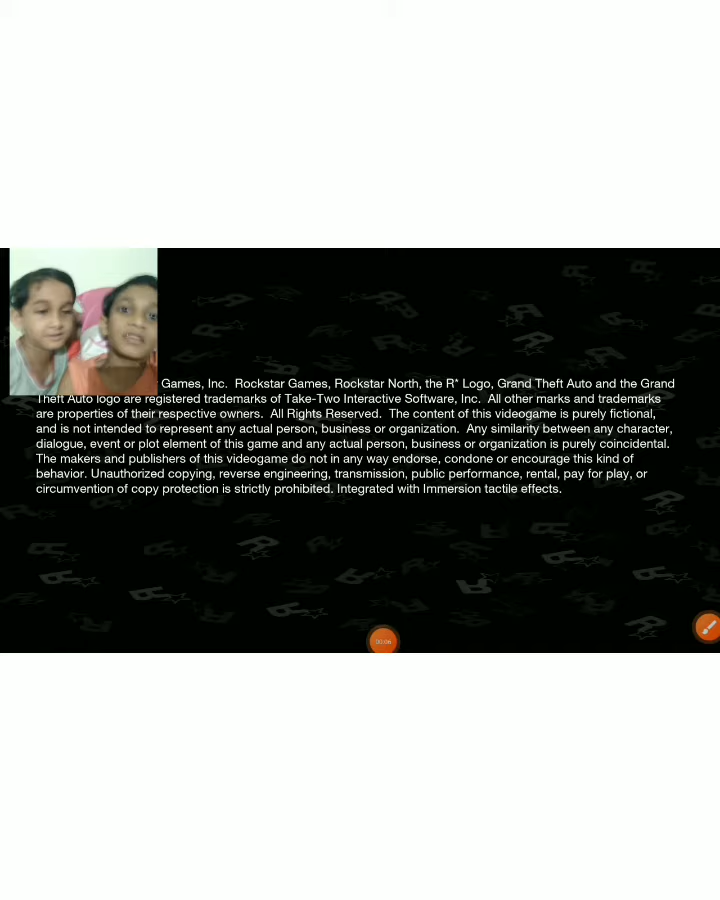 Games, Inc. Rockstar Games, Rockstar North, the R* Logo, Grand Theft Auto and the Grand
Theft Auto logo are registered trademarks of Take-Two Interactive Software, Inc. All other marks and trademarks
are properties of their respective owners. All Rights Reserved. The content of this videogame is purely fictional,
and is not intended to represent any actual person, business or organization. Any similarity between any character,
dialogue, event or plot element of this game and any actual person, business or organization is purely coincidental.
The makers and publishers of this videogame do not in any way endorse, condone or encourage this kind of
behavior. Unauthorized copying, reverse engineering, transmission, public performance, rental, pay for play, or
circumvention of copy protection is strictly prohibited. Integrated with Immersion tactile effects.
00:06